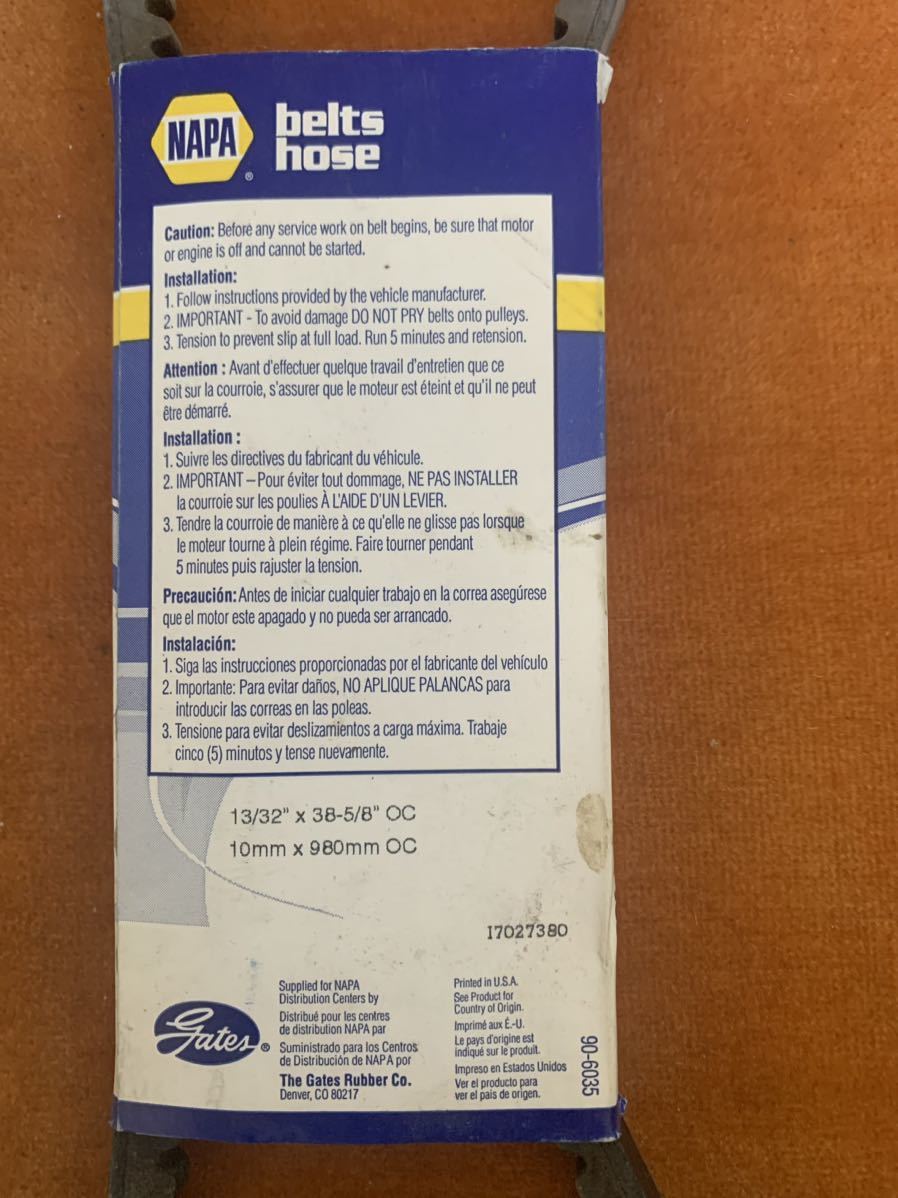 NAPA
®
belts
hose
Caution: Before any service work on belt begins, be sure that motor
or engine is off and cannot be started.
Installation:
1. Follow instructions provided by the vehicle manufacturer.
2. IMPORTANT - To avoid damage DO NOT PRY belts onto pulleys.
3. Tension to prevent slip at full load. Run 5 minutes and retension.
Attention : Avant d'effectuer quelque travail d'entretien que ce
soit sur la courroie, s'assurer que le moteur est éteint et qu'il ne peut
être démarré.
Installation :
1. Suivre les directives du fabricant du véhicule.
2. IMPORTANT – Pour éviter tout dommage, NE PAS INSTALLER
la courroie sur les poulies À L'AIDE D'UN LEVIER.
3. Tendre la courroie de manière à ce qu'elle ne glisse pas lorsque
le moteur tourne à plein régime. Faire tourner pendant
5 minutes puis rajuster la tension.
Precaución: Antes de iniciar cualquier trabajo en la correa asegúrese
que el motor este apagado y no pueda ser arrancado.
Instalación:
1. Siga las instrucciones proporcionadas por el fabricante del vehículo
2. Importante: Para evitar daños, NO APLIQUE PALANCAS para
introducir las correas en las poleas.
3. Tensione para evitar deslizamientos a carga máxima. Trabaje
cinco (5) minutos y tense nuevamente.
13/32" x 38-5/8" OC
10mm x 980mm OC
17027380
Gates®
Supplied for NAPA
Distribution Centers by
Distribué pour les centres
de distribution NAPA par
Suministrado para los Centros
de Distribución de NAPA por
The Gates Rubber Co.
Denver, CO 80217
Printed in U.S.A.
See Product for
Country of Origin.
Imprimé aux É.-U.
Le pays d'origine est
indiqué sur le produit.
Impreso en Estados Unidos
Ver el producto para
ver el pais de origen.
90-6035